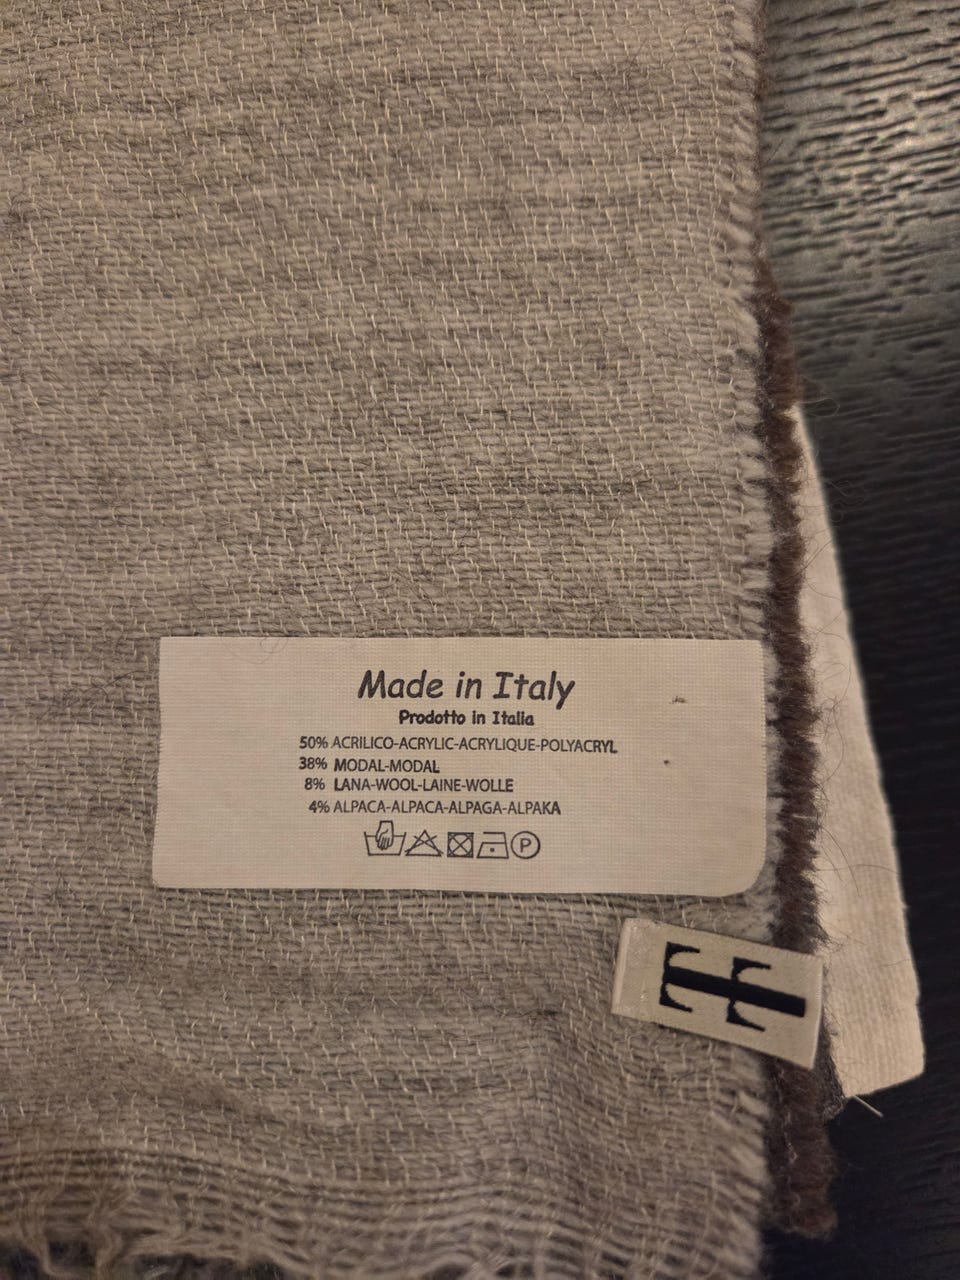 Made in Italy
Prodotto in Italia
50% ACRILICO-ACRYLIC-ACRYLIQUE-POLYACRYL
38% MODAL-MODAL
8% LANA-WOOL-LAINE-WOLLE
4% ALPACA-ALPACA-ALPAGA-ALPAKA
P